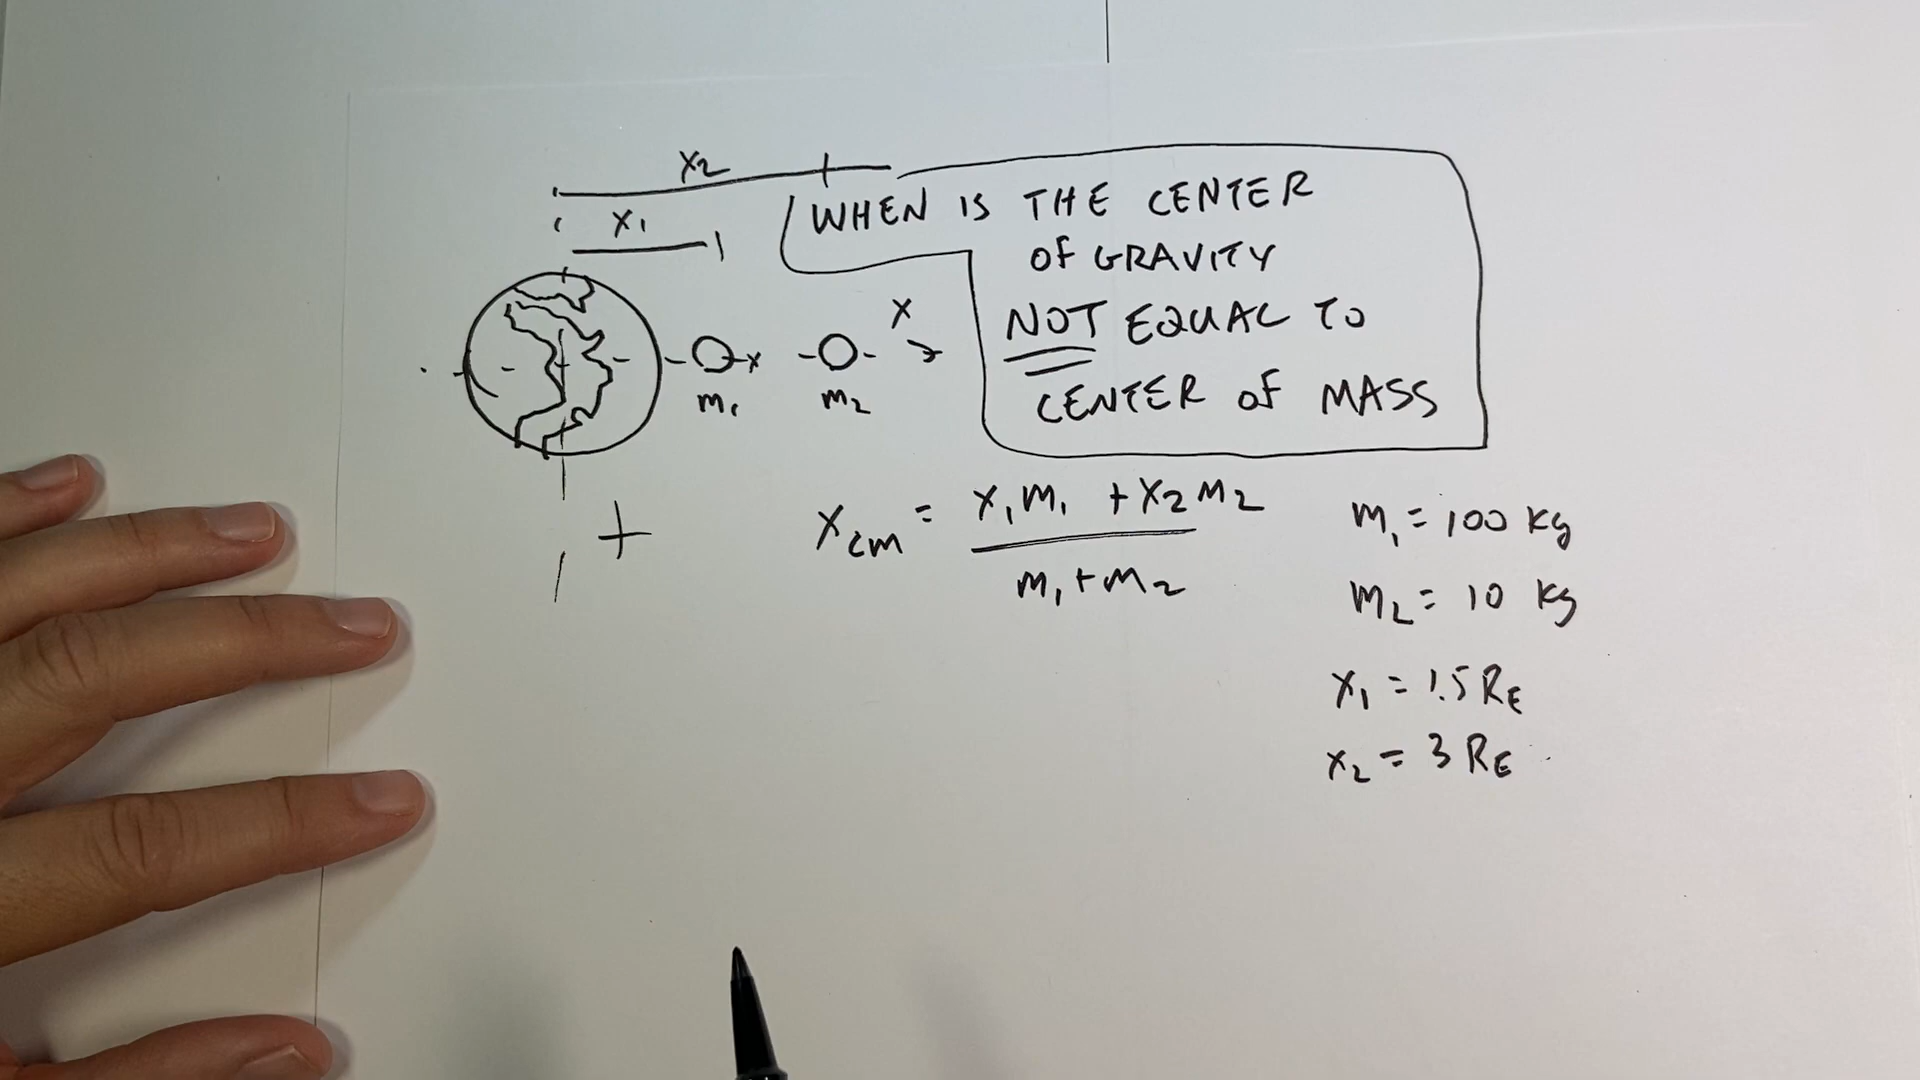 x2
x1
WHEN IS THE CENTER
OF GRAVITY
NOT EQUAL TO
CENTER OF MASS
x
x
m1
m2
+
xcm = x1m1 + x2m2
m1 + m2
m1 = 100 kg
m2 = 10 kg
x1 = 1.5 RE
x2 = 3 RE